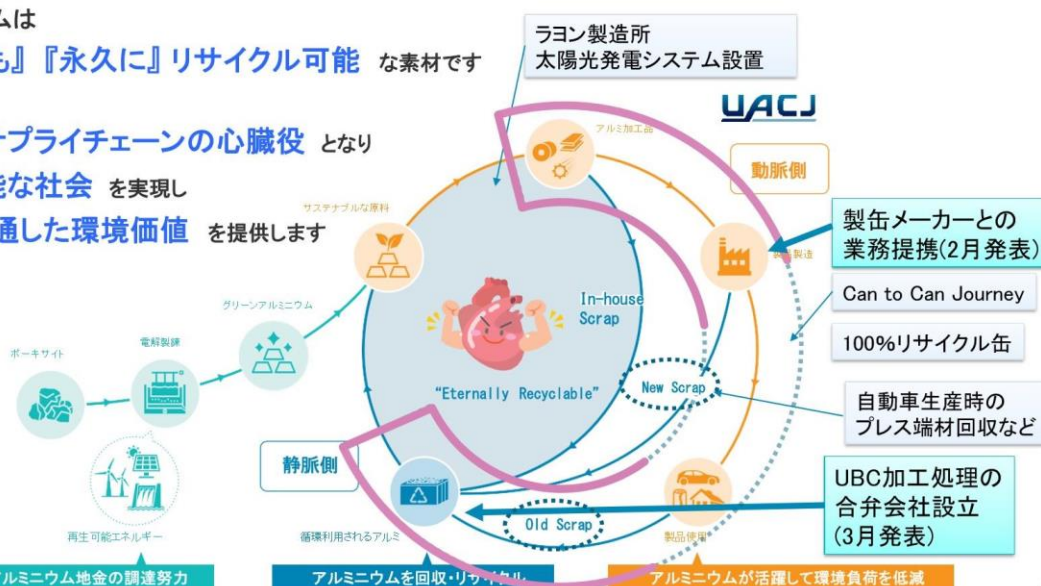 ムは
も』『永久に』リサイクル可能 な素材です
サプライチェーンの心臓役 となり
能な社会 を実現し
通した環境価値 を提供します
ラヨン製造所
太陽光発電システム設置
UACJ
アルミ加工品
動脈側
サステナブルな原料
製缶メーカーとの
業務提携(2月発表)
製品製造
Can to Can Journey
グリーンアルミニウム
In-house
Scrap
100%リサイクル缶
電解製錬
ボーキサイト
"Eternally Recyclable"
New Scrap
自動車生産時の
プレス端材回収など
静脈側
UBC加工処理の
合弁会社設立
(3月発表)
Old Scrap
再生可能エネルギー
循環利用されるアルミ
製品使用
アルミニウム地金の調達努力
アルミニウムを回収・リサイクル
アルミニウムが活躍して環境負荷を低減